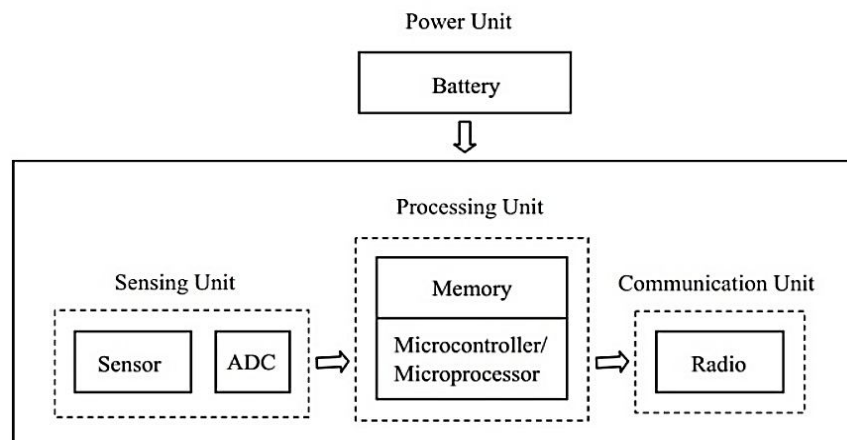 Power Unit
Battery
Processing Unit
Sensing Unit
Communication Unit
Memory
Sensor
ADC
Microcontroller/
Microprocessor
Radio